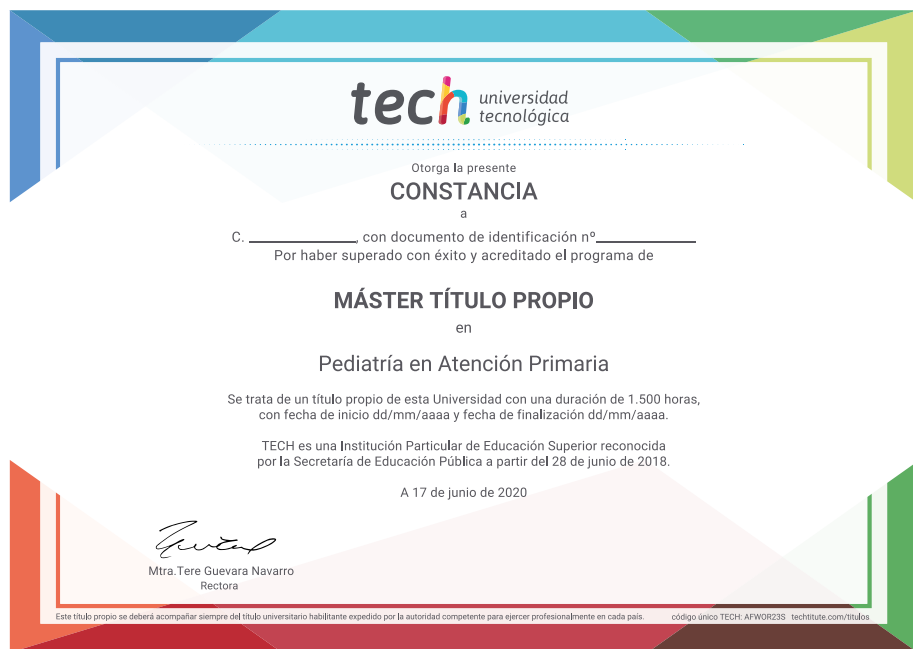 tech universidad
tecnológica
Otorga la presente
CONSTANCIA
a
C. ____________, con documento de identificación nº___________
Por haber superado con éxito y acreditado el programa de
MÁSTER TÍTULO PROPIO
en
Pediatría en Atención Primaria
Se trata de un título propio de esta Universidad con una duración de 1.500 horas,
con fecha de inicio dd/mm/aaaa y fecha de finalización dd/mm/aaaa.
TECH es una Institución Particular de Educación Superior reconocida
por la Secretaría de Educación Pública a partir del 28 de junio de 2018.
A 17 de junio de 2020
Mtra.Tere Guevara Navarro
Rectora
Este título propio se deberá acompañar siempre del título universitario habilitante expedido por la autoridad competente para ejercer profesionalmente en cada país. código único TECH: AFWOR23S techtitute.com/titulos